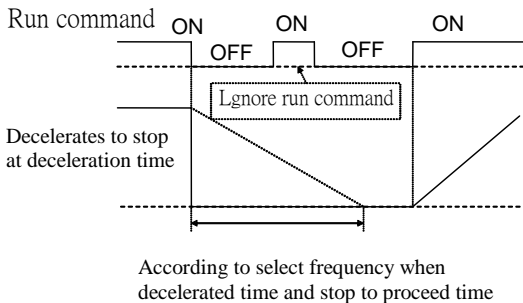 Run command
ON ON ON
OFF OFF
Lgnore run command
Decelerates to stop
at deceleration time
According to select frequency when
decelerated time and stop to proceed time